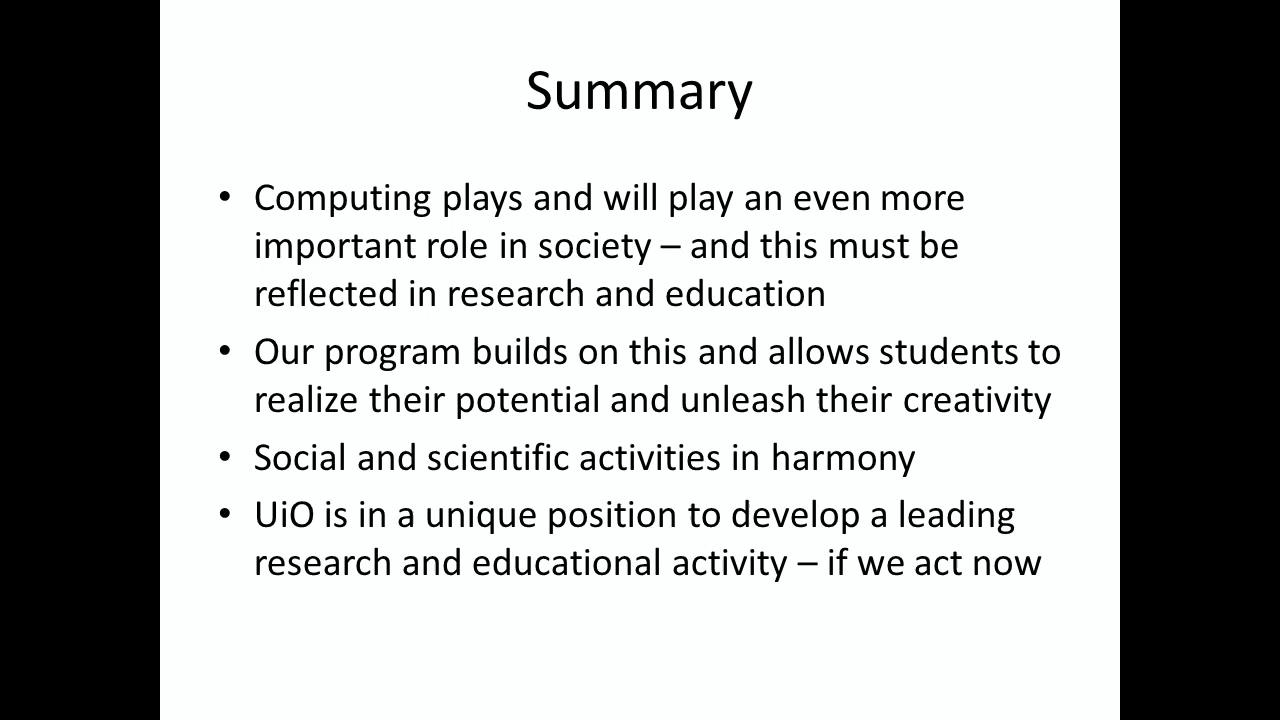 Summary
• Computing plays and will play an even more
important role in society – and this must be
reflected in research and education
• Our program builds on this and allows students to
realize their potential and unleash their creativity
• Social and scientific activities in harmony
• UiO is in a unique position to develop a leading
research and educational activity – if we act now